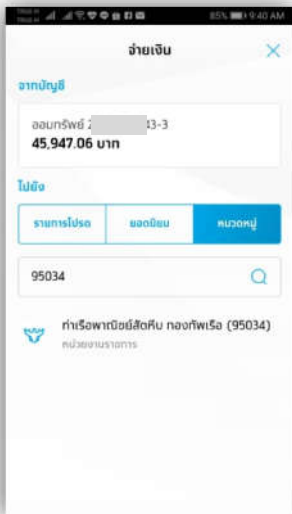 TRUE-H
85% 9:40 AM
จ่ายเงิน
จากบัญชี
ออมทรัพย์ 2 43-3
45,947.06 บาท
ไปยัง
รายการโปรด ยอดนิยม หมวดหมู่
95034
ท่าเรือพาณิชย์สัตหีบ กองทัพเรือ (95034)
หน่วยงานราชการ